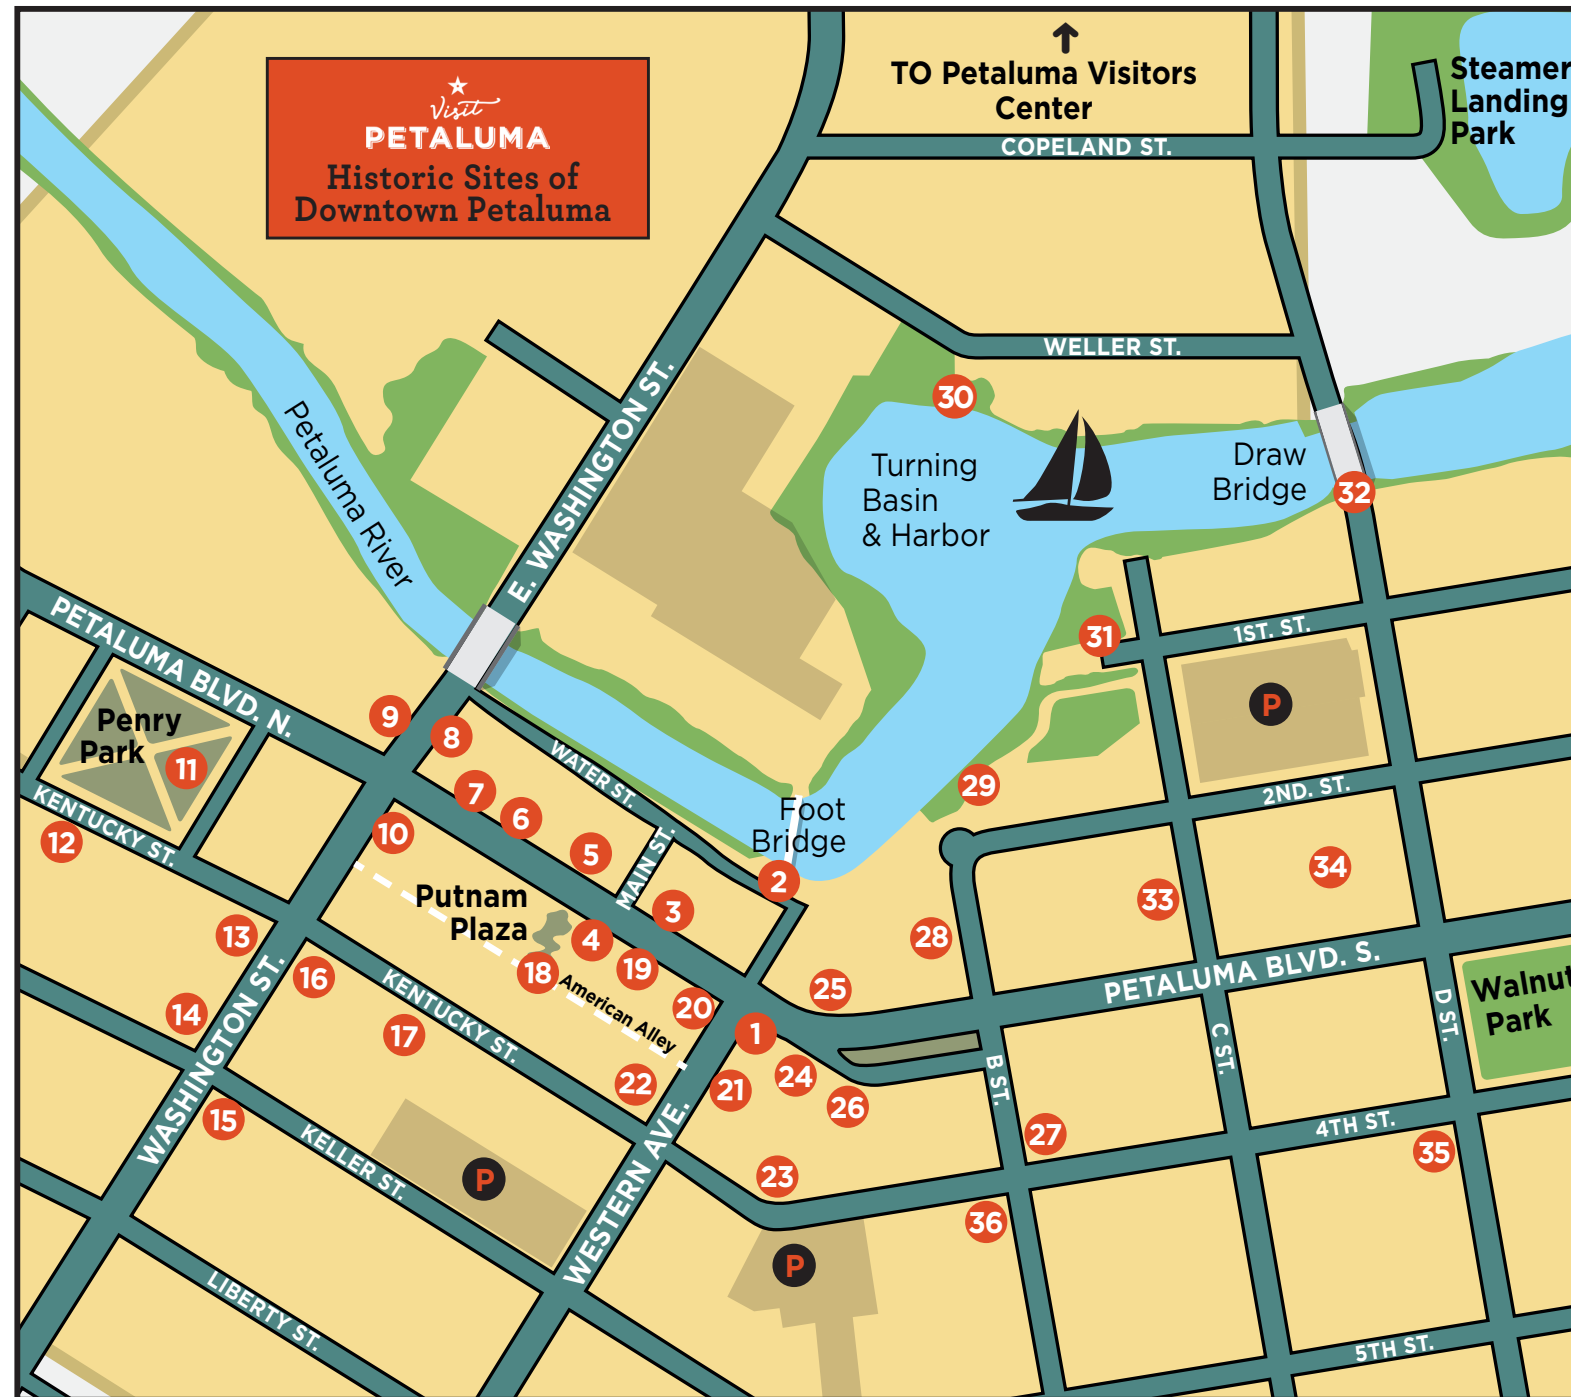 Visit
PETALUMA
Historic Sites of
Downtown Petaluma
TO Petaluma Visitors
Center
Steamer
Landing
Park
COPELAND ST.
WELLER ST.
30
Turning
Basin
& Harbor
Draw
Bridge
32
Petaluma River
E. WASHINGTON ST.
PETALUMA BLVD. N.
31
1ST. ST.
P
Penry
Park
11
9
8
WATER ST.
29
2ND. ST.
7
6
KENTUCKY ST.
12
10
5
MAIN ST.
Foot
Bridge
2
34
33
Putnam
Plaza
3
13
4
28
18
19
American Alley
16
KENTUCKY ST.
20
25
PETALUMA BLVD. S.
Walnut
Park
D ST.
14
17
WASHINGTON ST.
1
C ST.
22
21
24
26
B ST.
15
KELLER ST.
27
4TH ST.
35
P
WESTERN AVE.
23
36
P
LIBERTY ST.
5TH ST.